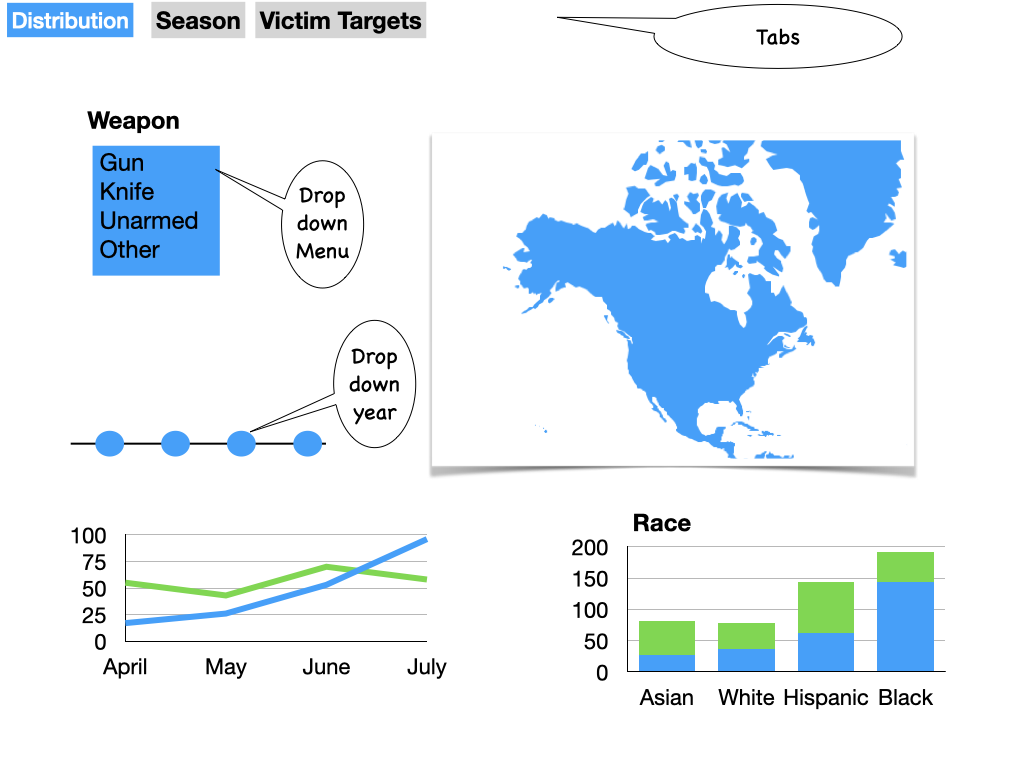 Distribution
Season
Victim Targets
Tabs
Weapon
Gun
Knife
Unarmed
Other
Drop
down
Menu
Drop
down
year
100
75
50
25
0
April May June July
Race
200
150
100
50
0
Asian White Hispanic Black